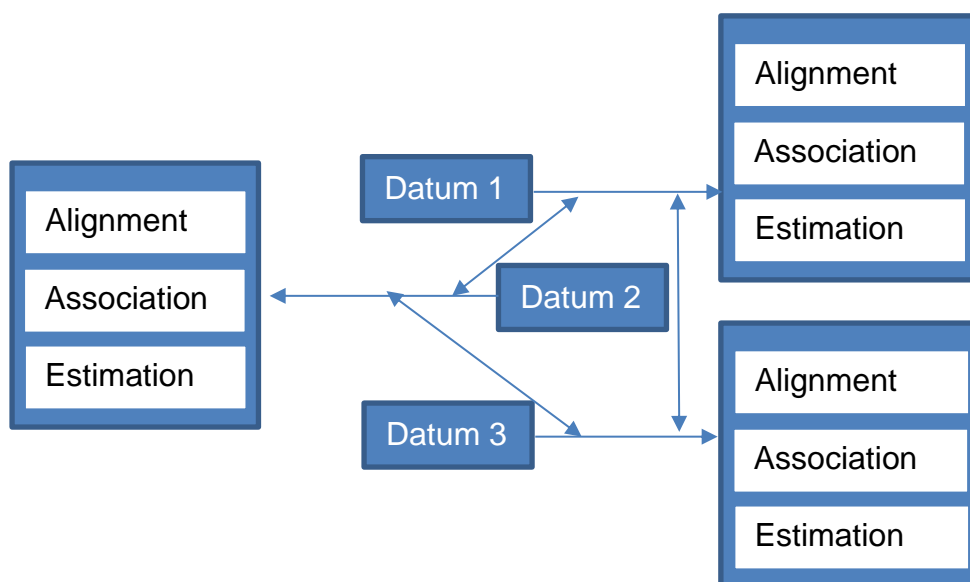 Alignment
Association
Estimation
Datum 1
Datum 2
Datum 3
Alignment
Association
Estimation
Alignment
Association
Estimation